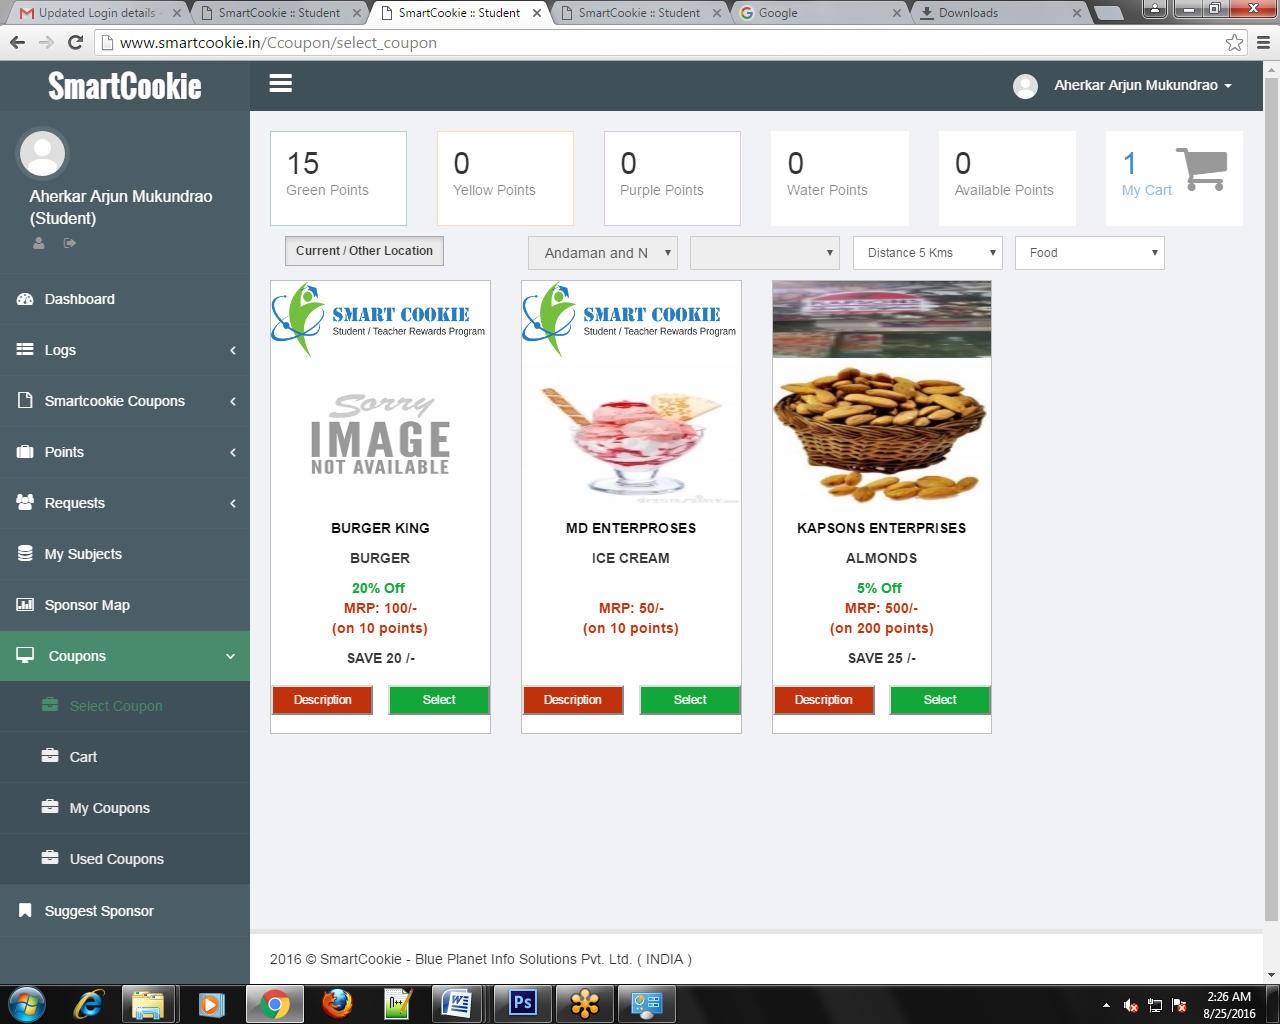 Updated Login details -
SmartCookie :: Student
SmartCookie :: Student
SmartCookie :: Student
Google
Downloads
www.smartcookie.in/Ccoupon/select_coupon
SmartCookie
Aherkar Arjun Mukundrao
Aherkar Arjun Mukundrao
(Student)
Dashboard
Logs
Smartcookie Coupons
Points
Requests
My Subjects
Sponsor Map
Coupons
Select Coupon
Cart
My Coupons
Used Coupons
Suggest Sponsor
15
Green Points
0
Yellow Points
0
Purple Points
0
Water Points
0
Available Points
1
My Cart
Current / Other Location
Andaman and N
Distance 5 Kms
Food
SMART COOKIE
Student / Teacher Rewards Program
Sorry
IMAGE
NOT AVAILABLE
BURGER KING
BURGER
20% Off
MRP: 100/-
(on 10 points)
SAVE 20 /-
Description
Select
SMART COOKIE
Student / Teacher Rewards Program
MD ENTERPROSES
ICE CREAM
MRP: 50/-
(on 10 points)
Description
Select
KAPSONS ENTERPRISES
ALMONDS
5% Off
MRP: 500/-
(on 200 points)
SAVE 25 /-
Description
Select
2016 © SmartCookie - Blue Planet Info Solutions Pvt. Ltd. ( INDIA )
2:26 AM
8/25/2016